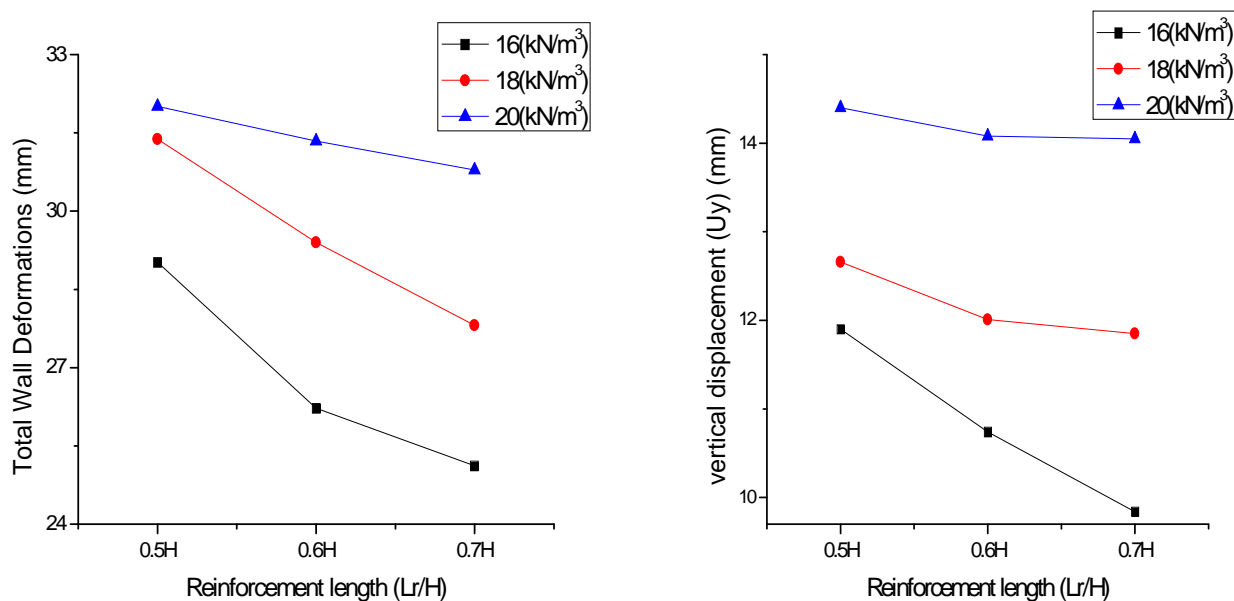 16(kN/m³)
18(kN/m³)
20(kN/m³)
33
30
27
24
Total Wall Deformations (mm)
0.5H 0.6H 0.7H
Reinforcement length (Lr/H)
16(kN/m³)
18(kN/m³)
20(kN/m³)
14
12
10
vertical displacement (Uy) (mm)
0.5H 0.6H 0.7H
Reinforcement length (Lr/H)